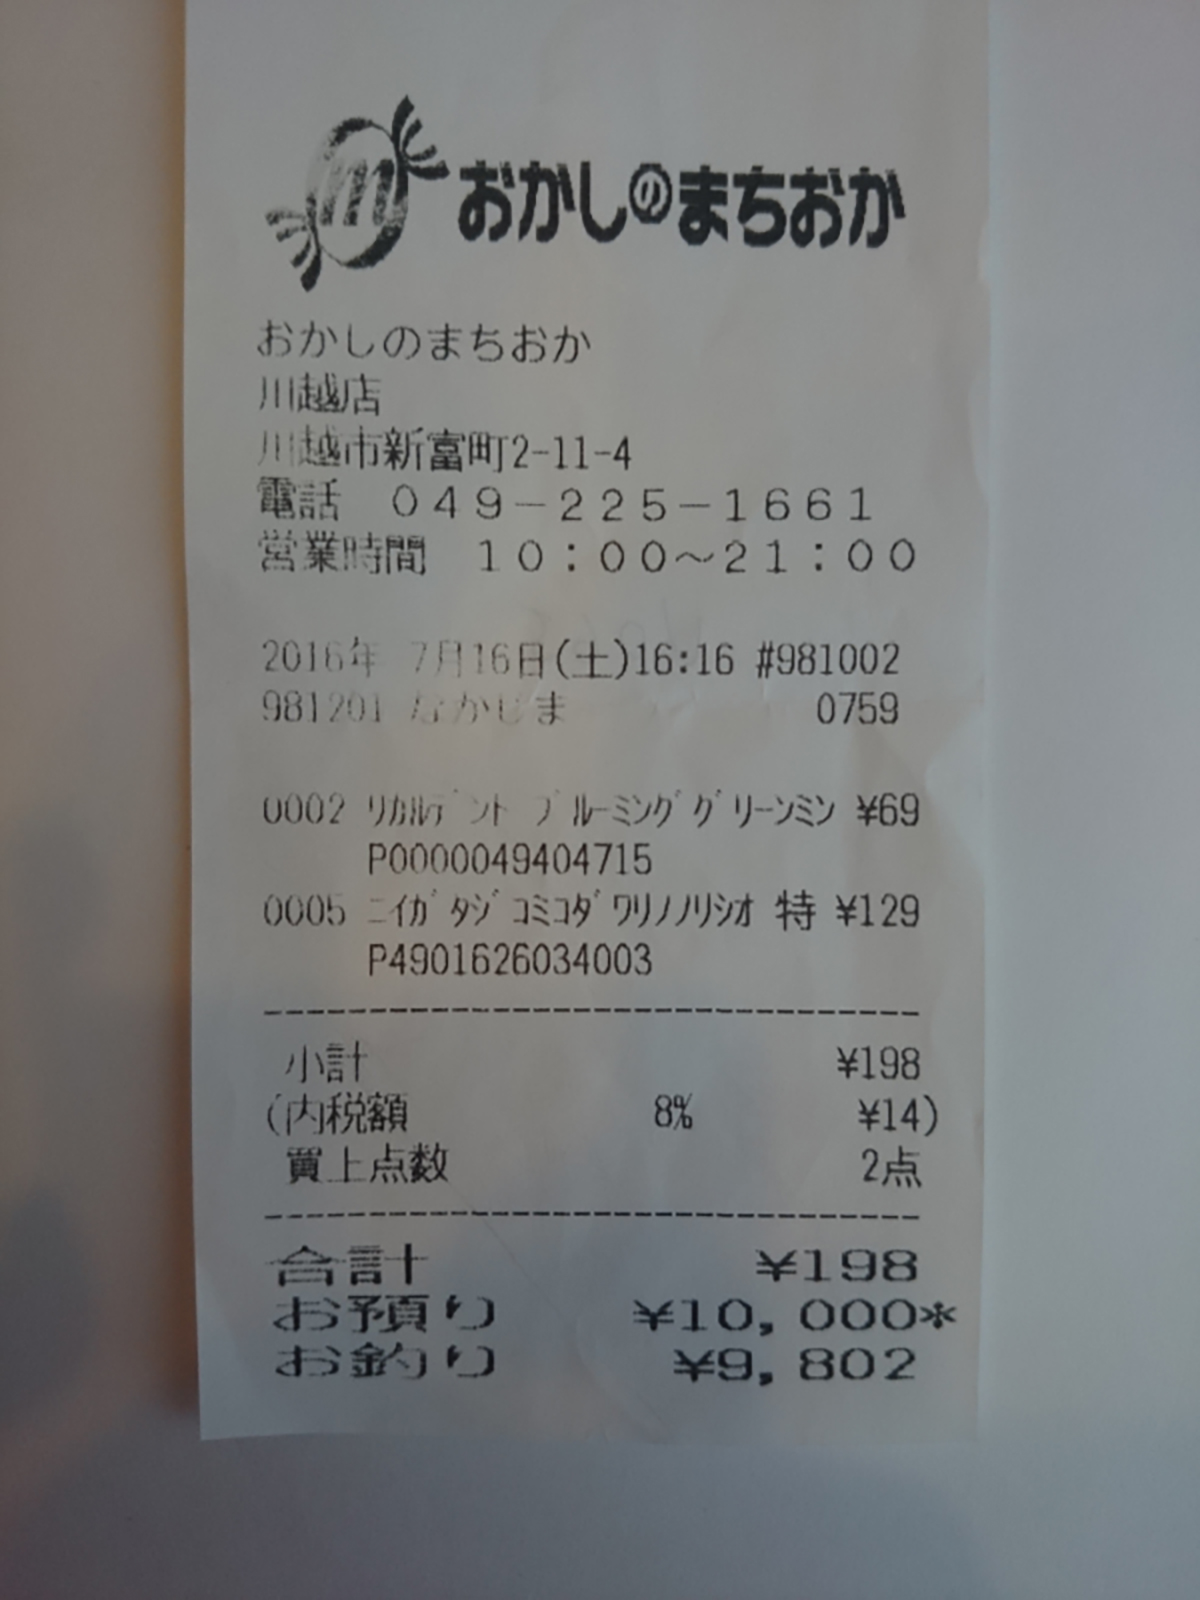 m おかしのまちおか
おかしのまちおか
川越店
川越市新富町2-11-4
電話　０４９－２２５－１６６１
営業時間　１０：００～２１：００
2016年 7月16日(土)16:16 #981002
981201 なかじま 0759
0002 ﾘｶﾙﾃﾞﾝﾄ ﾌﾞﾙｰﾐﾝｸﾞｸﾞﾘｰﾝﾐﾝ ¥69
P0000049404715
0005 ﾆｲｶﾞﾀｼﾞｺﾐｺﾀﾞﾜﾘﾉﾉﾘｼｵ 特 ¥129
P4901626034003
小計 ¥198
(内税額 8% ¥14)
買上点数 2点
合計 ¥198
お預り ¥10,000*
お釣り ¥9,802